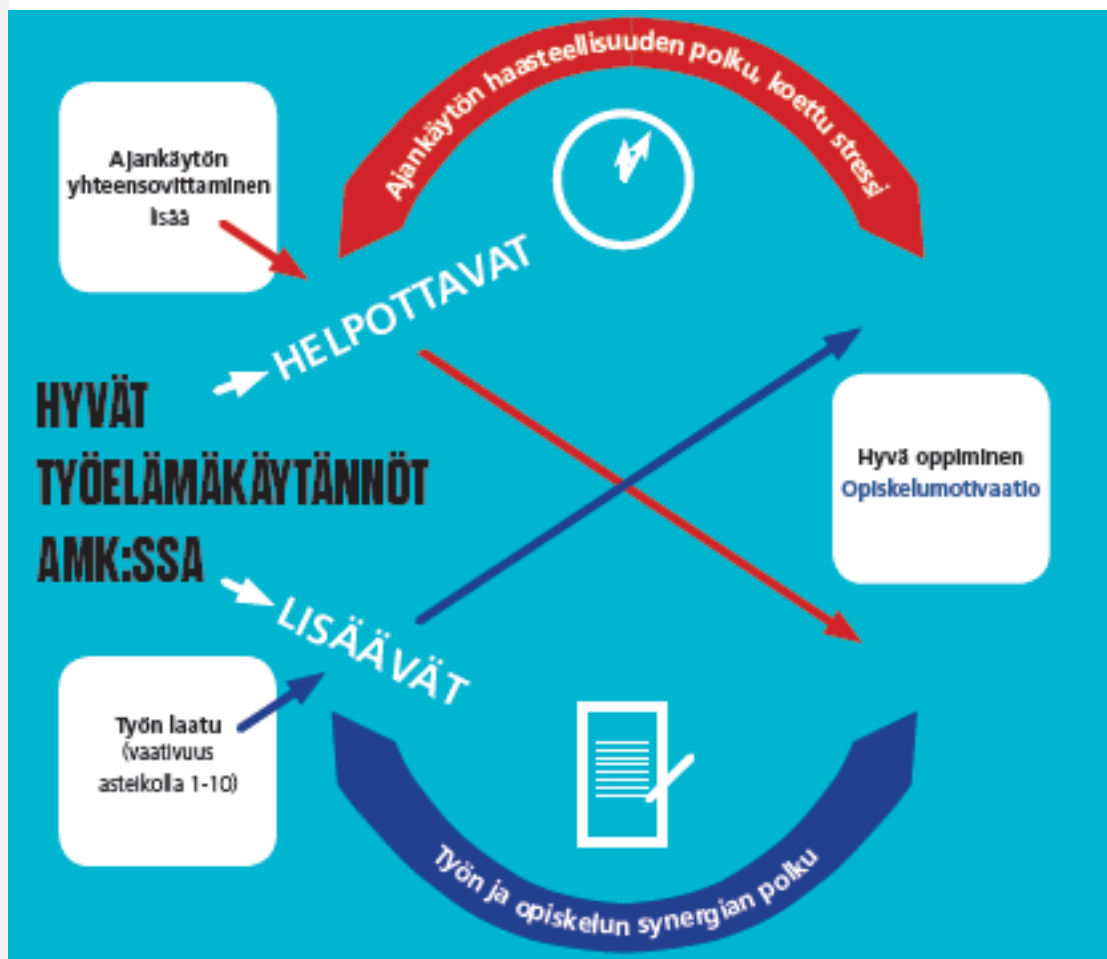 Ajankäytön haasteellisuuden polku, koettu stressi
Ajankäytön
yhteensovittaminen
lisää
HELPOTTAVAT
HYVÄT
TYÖELÄMÄKÄYTÄNNÖT
AMK:SSA
Hyvä oppiminen
Opiskelumotivaatio
LISÄÄVÄT
Työn laatu
(vaativuus
asteikolla 1-10)
Työn ja opiskelun synergian polku